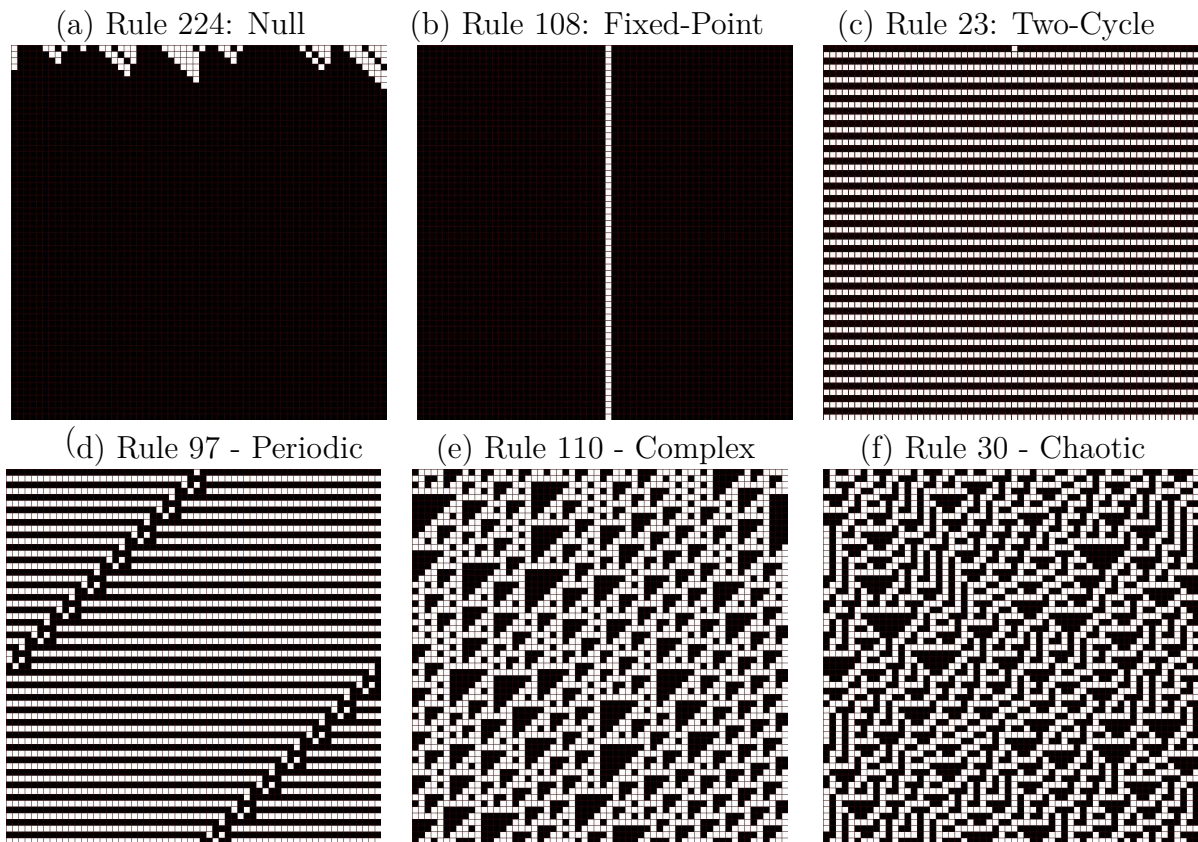 (a) Rule 224: Null
(b) Rule 108: Fixed-Point
(c) Rule 23: Two-Cycle
(d) Rule 97 - Periodic
(e) Rule 110 - Complex
(f) Rule 30 - Chaotic